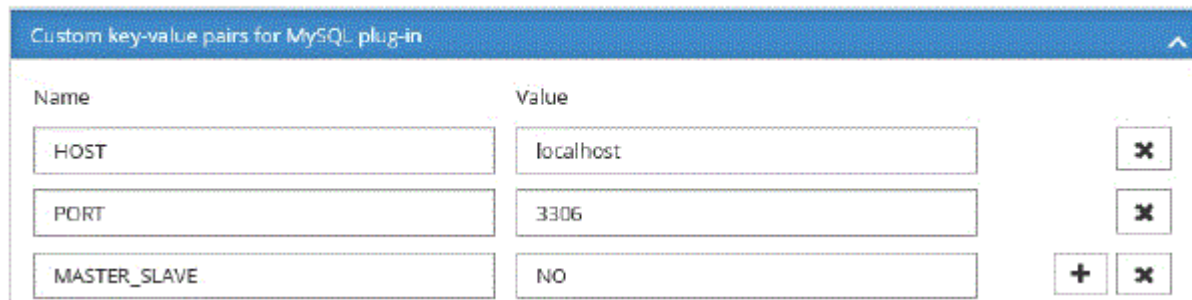 Custom key-value pairs for MySQL plug-in
Name Value
HOST localhost
PORT 3306
MASTER_SLAVE NO